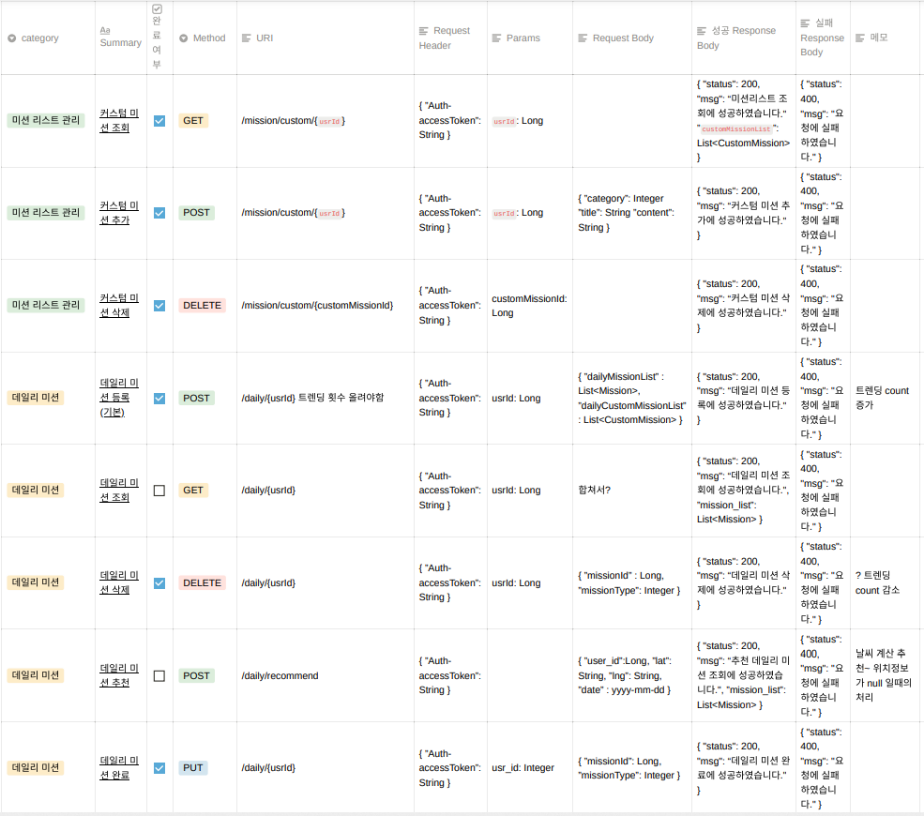 category
Aa Summary
완료여부
Method
URI
Request Header
Params
Request Body
성공 Response Body
실패 Response Body
메모
미션 리스트 관리
커스텀 미
션 조회
GET
/mission/custom/{ usrId }
{ "Auth-
accessToken":
String }
usrId : Long
{ "status": 200,
"msg": "미션리스트 조
회에 성공하였습니다."
" customMissionList ":
List<CustomMission>
}
{ "status":
400,
"msg": "요
청에 실패
하였습니
다." }
미션 리스트 관리
커스텀 미
션 추가
POST
/mission/custom/{ usrId }
{ "Auth-
accessToken":
String }
usrId : Long
{ "category": Integer
"title": String "content":
String }
{ "status": 200,
"msg": "커스텀 미션 추
가에 성공하였습니다."
}
{ "status":
400,
"msg": "요
청에 실패
하였습니
다." }
미션 리스트 관리
커스텀 미
션 삭제
DELETE
/mission/custom/{customMissionId}
{ "Auth-
accessToken":
String }
customMissionId:
Long
{ "status": 200,
"msg": "커스텀 미션 삭
제에 성공하였습니다."
}
{ "status":
400,
"msg": "요
청에 실패
하였습니
다." }
데일리 미션
데일리 미
션 등록
(기본)
POST
/daily/{usrId} 트렌딩 횟수 올려야함
{ "Auth-
accessToken":
String }
usrId: Long
{ "dailyMissionList" :
List<Mission>,
"dailyCustomMissionList"
: List<CustomMission> }
{ "status": 200,
"msg": "데일리 미션 등
록에 성공하였습니다."
}
{ "status":
400,
"msg": "요
청에 실패
하였습니
다." }
트렌딩 count
증가
데일리 미션
데일리 미
션 조회
GET
/daily/{usrId}
{ "Auth-
accessToken":
String }
usrId: Long
합쳐서?
{ "status": 200,
"msg": "데일리 미션 조
회에 성공하였습니다.",
"mission_list":
List<Mission> }
{ "status":
400,
"msg": "요
청에 실패
하였습니
다." }
데일리 미션
데일리 미
션 삭제
DELETE
/daily/{usrId}
{ "Auth-
accessToken":
String }
usrId: Long
{ "missionId" : Long,
"missionType": Integer }
{ "status": 200,
"msg": "데일리 미션 삭
제에 성공하였습니다."
}
{ "status":
400,
"msg": "요
청에 실패
하였습니
다." }
? 트렌딩
count 감소
데일리 미션
데일리 미
션 추천
POST
/daily/recommend
{ "Auth-
accessToken":
String }
{ "user_id":Long, "lat":
String, "lng": String,
"date" : yyyy-mm-dd }
{ "status": 200,
"msg": "추천 데일리 미
션 조회에 성공하였습
니다.", "mission_list":
List<Mission> }
{ "status":
400,
"msg": "요
청에 실패
하였습니
다." }
날씨 계산 추
천~ 위치정보
가 null 일때의
처리
데일리 미션
데일리 미
션 완료
PUT
/daily/{usrId}
{ "Auth-
accessToken":
String }
usr_id: Integer
{ "missionId": Long,
"missionType": Integer }
{ "status": 200,
"msg": "데일리 미션 완
료에 성공하였습니다."
}
{ "status":
400,
"msg": "요
청에 실패
하였습니
다." }